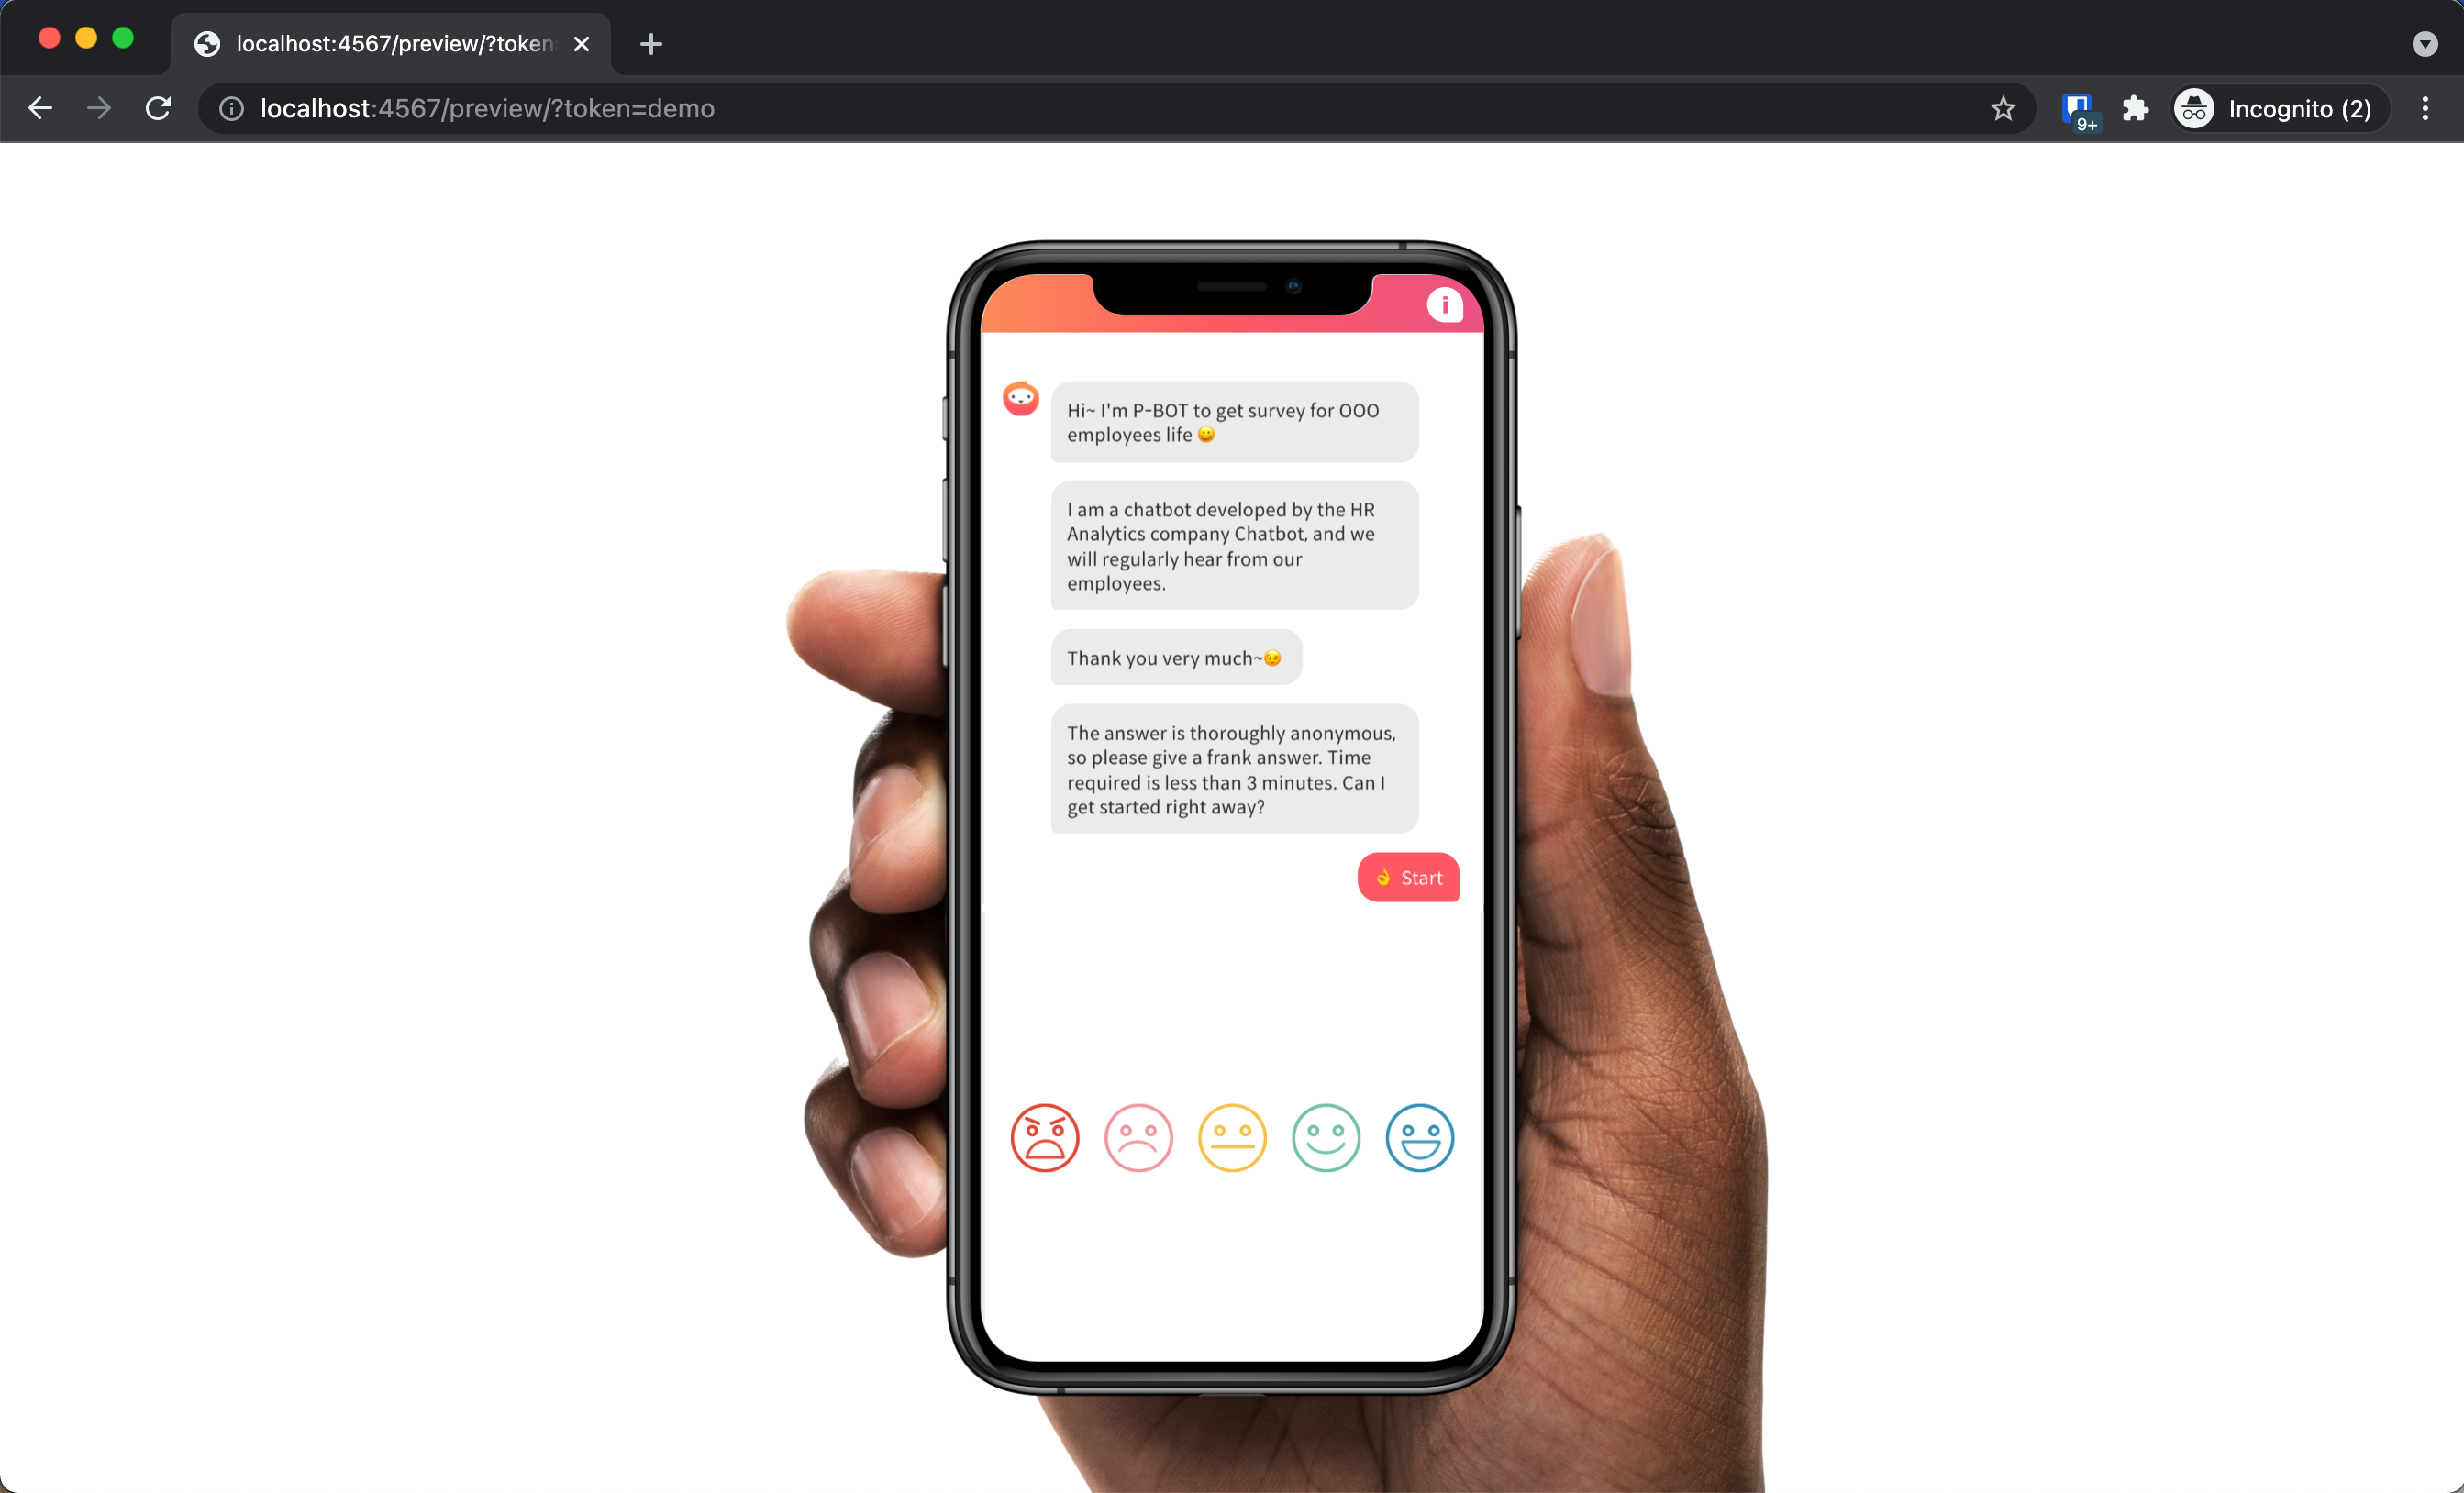 localhost:4567/preview/?token
localhost:4567/preview/?token=demo
9+
Incognito (2)
i
Hi~ I'm P-BOT to get survey for OOO
employees life 😀
I am a chatbot developed by the HR
Analytics company Chatbot, and we
will regularly hear from our
employees.
Thank you very much~😉
The answer is thoroughly anonymous,
so please give a frank answer. Time
required is less than 3 minutes. Can I
get started right away?
👌 Start